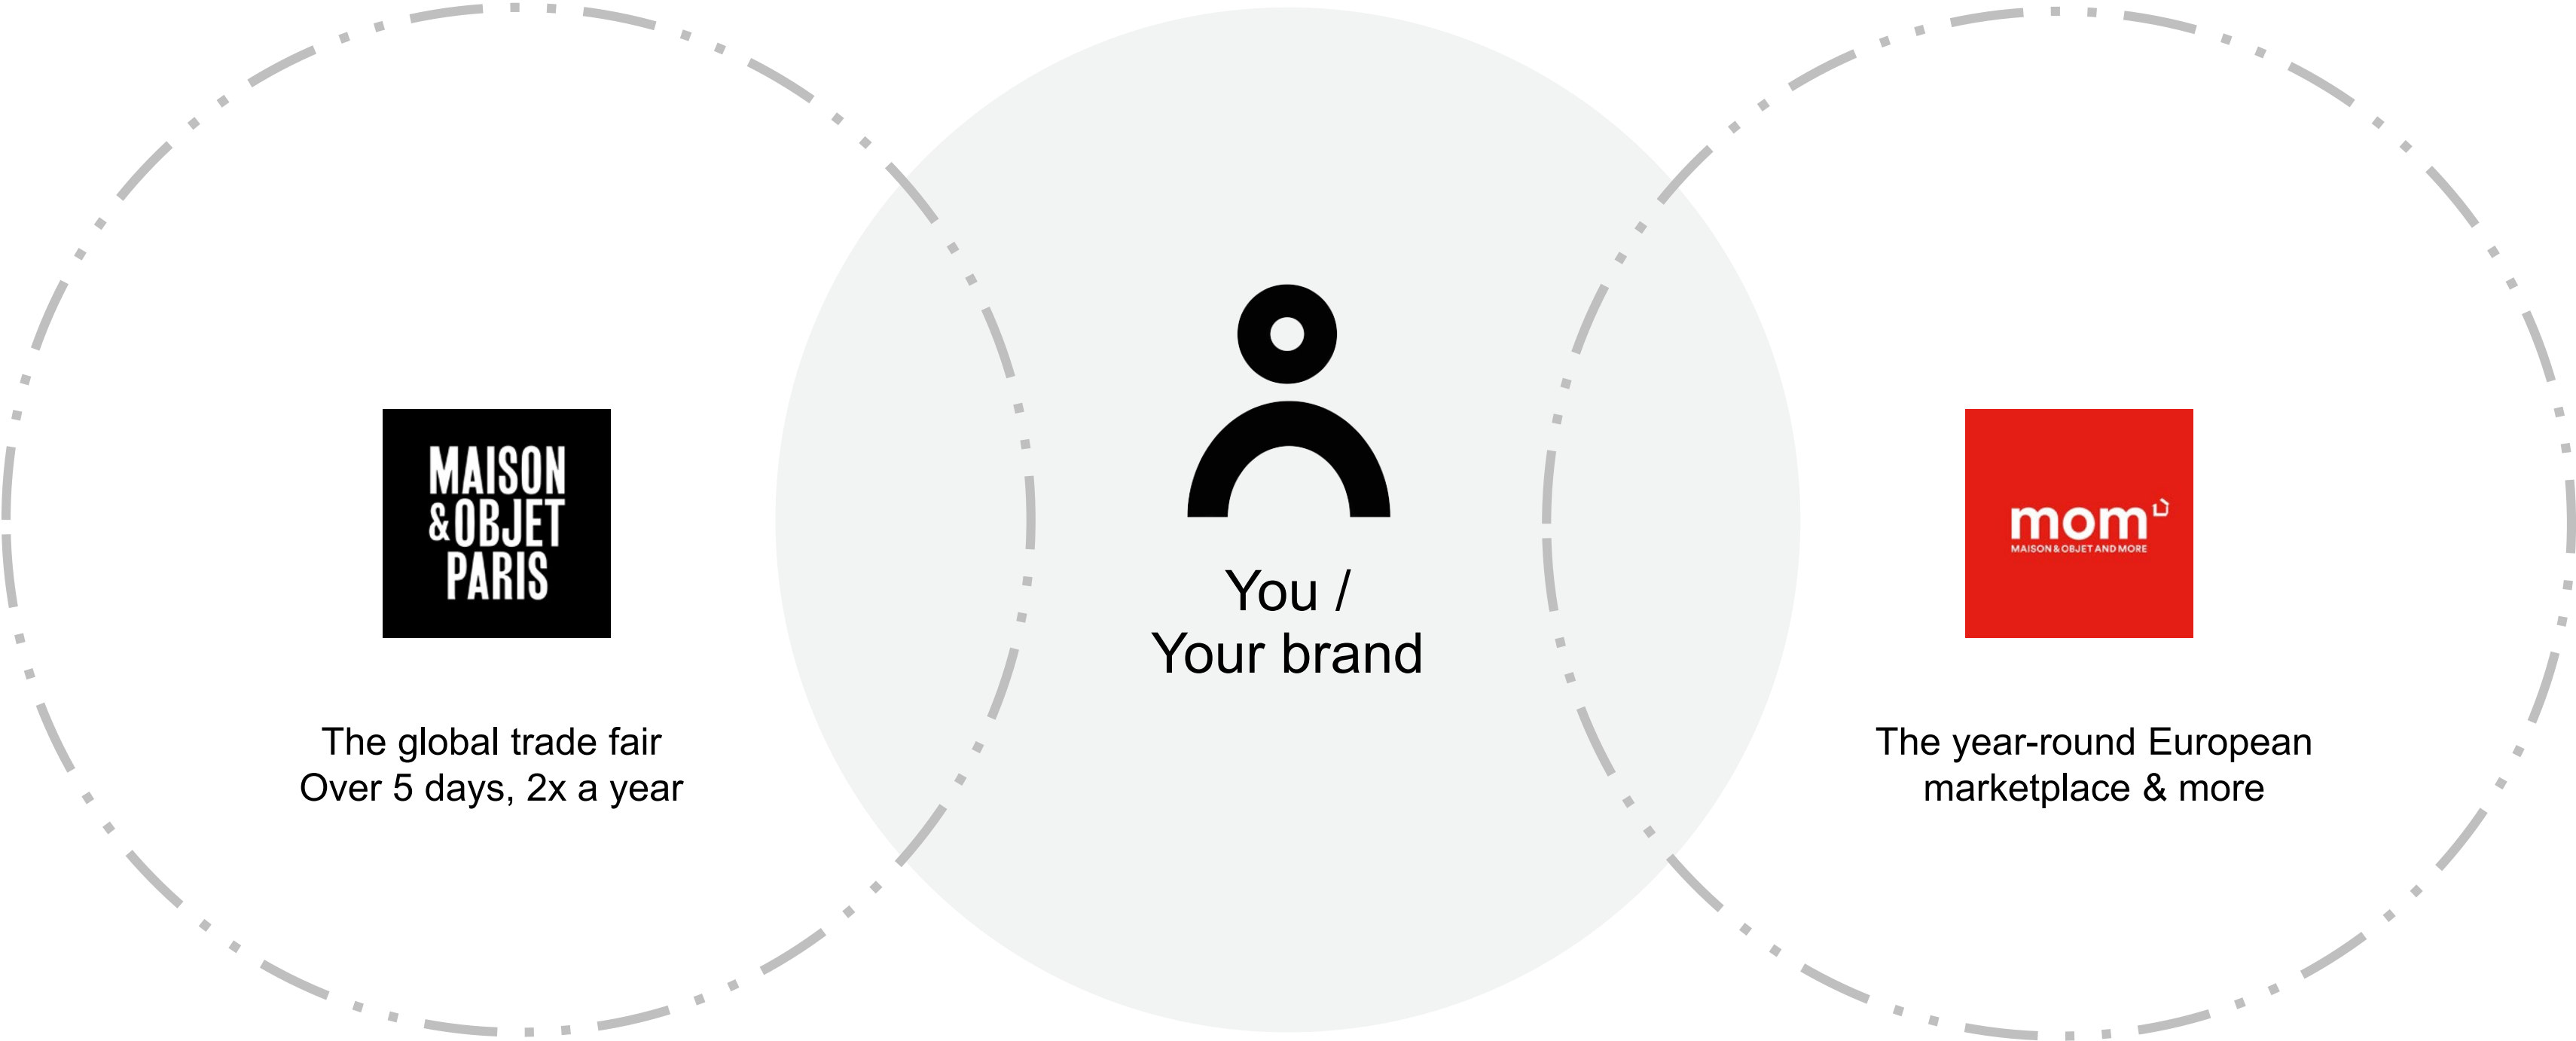 MAISON
&OBJET
PARIS
The global trade fair
Over 5 days, 2x a year
You /
Your brand
mom
MAISON & OBJET AND MORE
The year-round European
marketplace & more